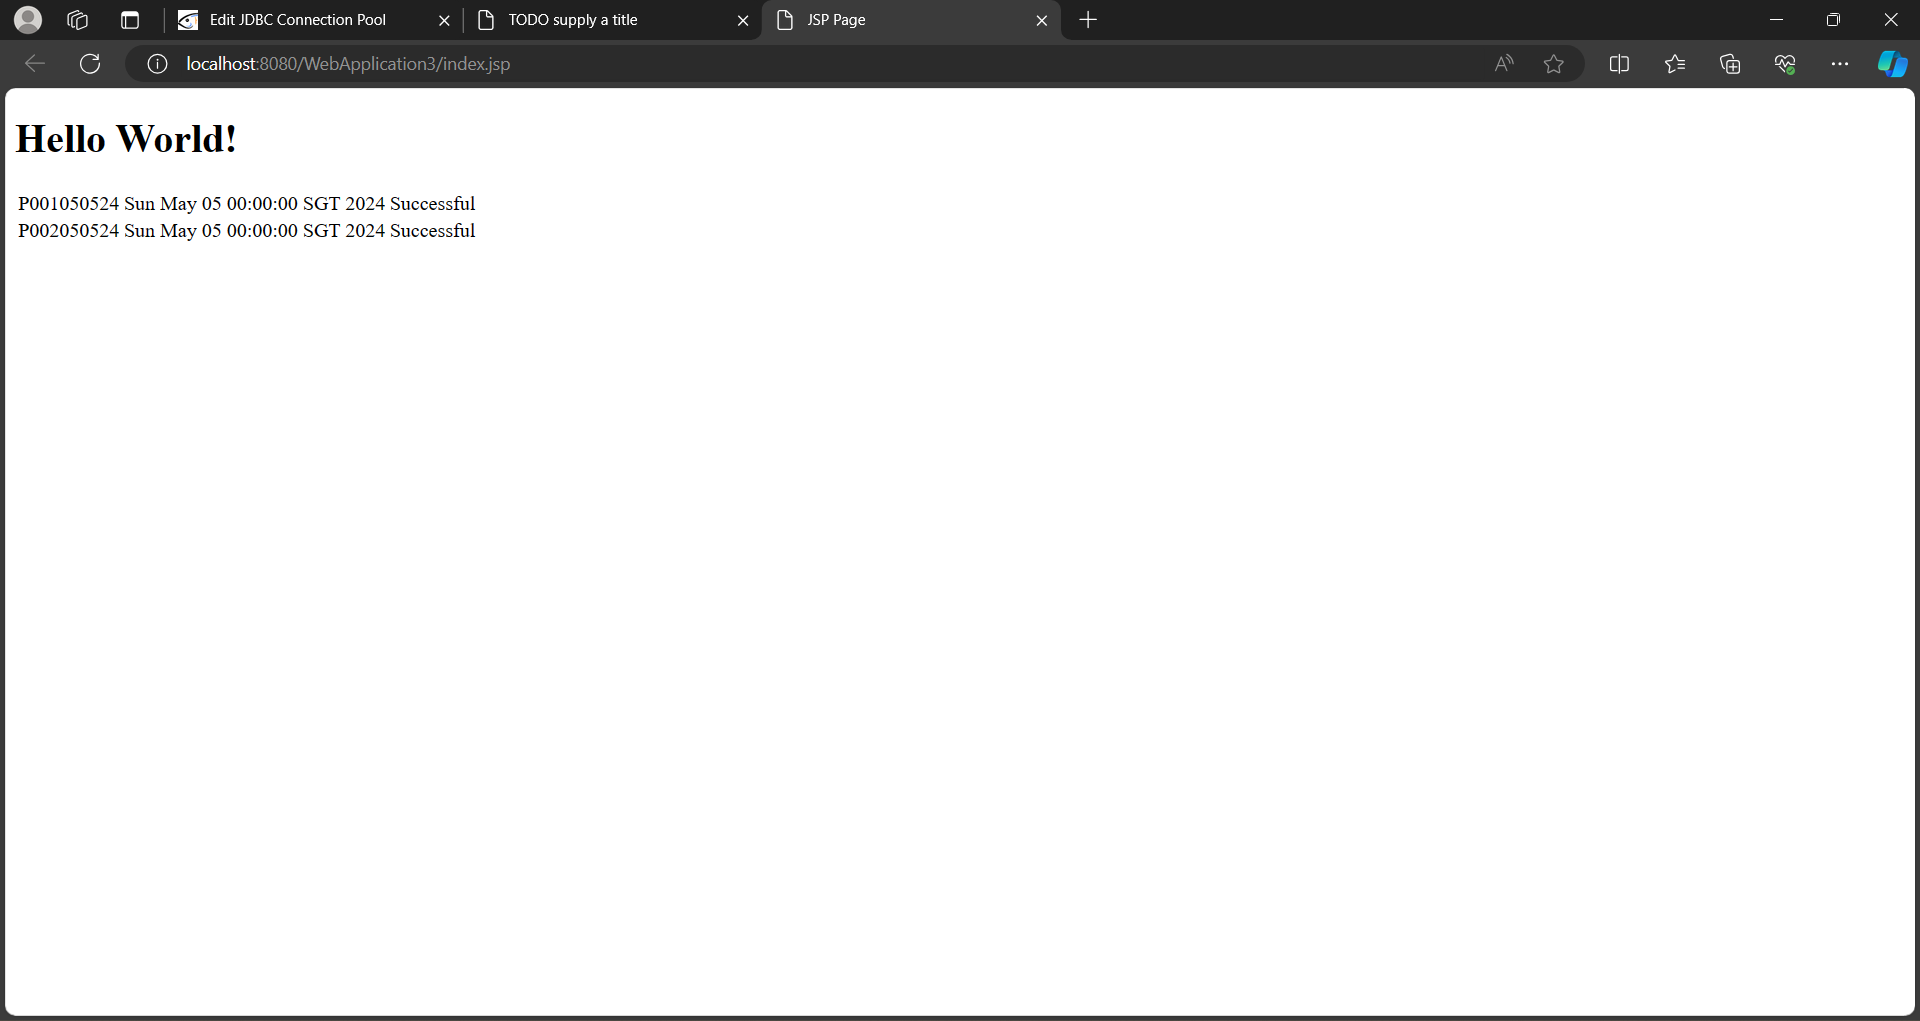 Edit JDBC Connection Pool
TODO supply a title
JSP Page
localhost:8080/WebApplication3/index.jsp
Hello World!
P001050524 Sun May 05 00:00:00 SGT 2024 Successful
P002050524 Sun May 05 00:00:00 SGT 2024 Successful